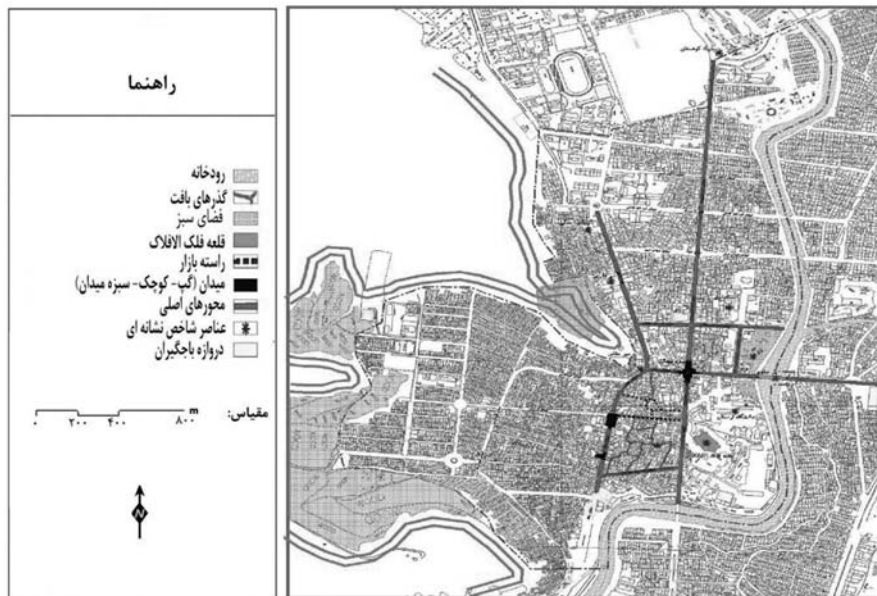 راهنما
رودخانه
گذرهای بافت
فضای سبز
قلعه فلک الافلاک
راسته بازار
میدان (گپ- کوچک- سبزه میدان)
محورهای اصلی
عناصر شاخص نشانه ای
دروازه باجگیران
مقیاس:
۰ ۲۰۰ ۴۰۰ ۸۰۰ m
N